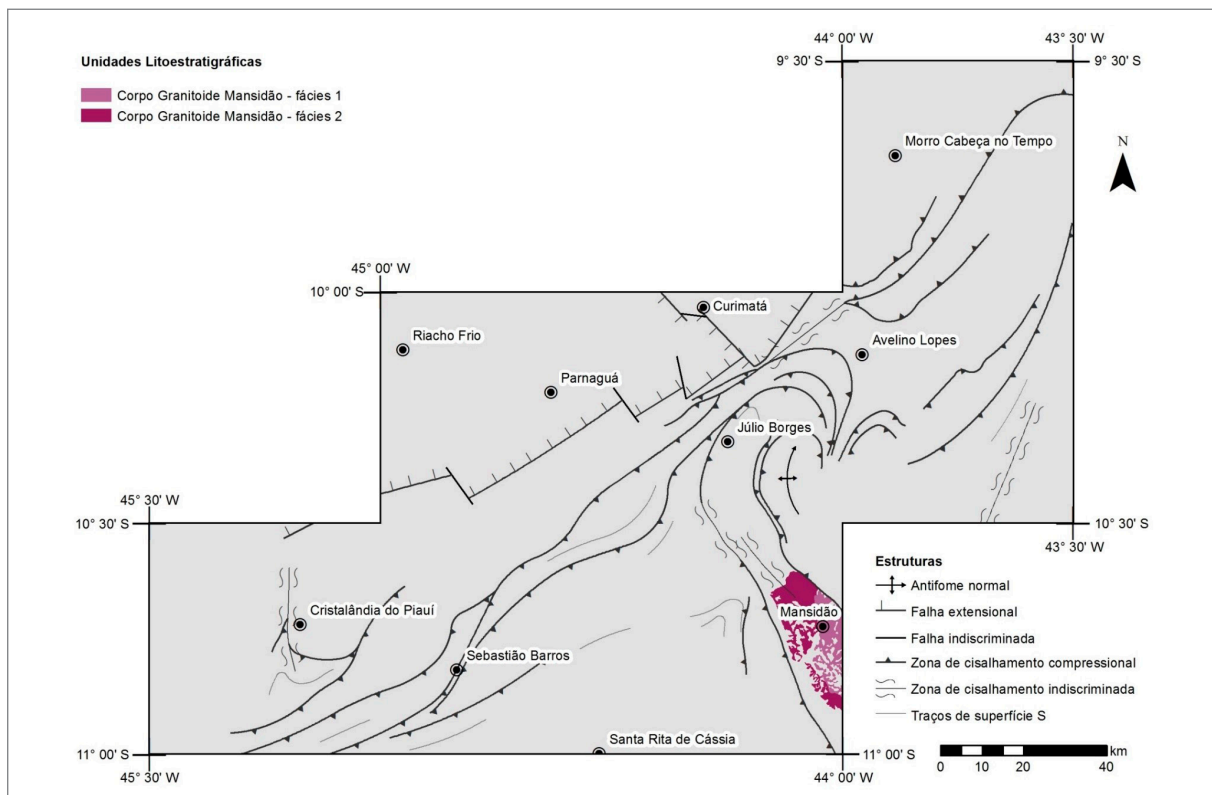 Unidades Litoestratigráficas
Corpo Granitoide Mansidão - fácies 1
Corpo Granitoide Mansidão - fácies 2
44° 00' W
43° 30' W
9° 30' S
9° 30' S
Morro Cabeça no Tempo
N
45° 00' W
10° 00' S
Curimatá
Riacho Frio
Avelino Lopes
Parnaguá
Júlio Borges
45° 30' W
10° 30' S
10° 30' S
43° 30' W
Estruturas
Antifome normal
Falha extensional
Falha indiscriminada
Zona de cisalhamento compressional
Zona de cisalhamento indiscriminada
Traços de superfície S
Cristalândia do Piauí
Mansidão
Sebastião Barros
Santa Rita de Cássia
11° 00' S
11° 00' S
45° 30' W
44° 00' W
km
0 10 20 40